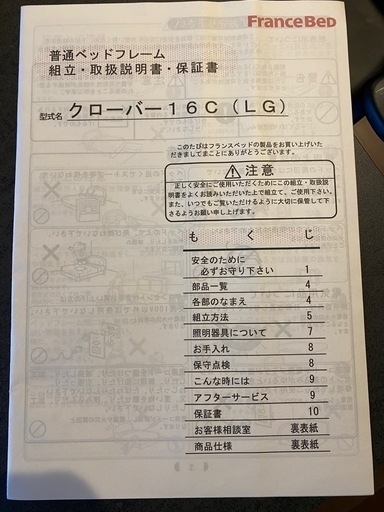 FRANCEBED
普通ベッドフレーム
組立・取扱説明書・保証書
型式名 クローバー16C（LG）
このたびはフランスベッドの製品をお買い上げいた
だきましてまことにありがとうございます。
⚠注意
正しく安全にご使用いただくためにこの組立・取扱説
明書をよくお読みいただいた上で組立て、ご使用下さい。
また、いつでもご覧いただけるように大切に保管して下
さるようお願い申し上げます。
もくじ
安全のために
必ずお守り下さい 1
部品一覧 4
各部のなまえ 4
組立方法 5
照明器具について 7
お手入れ 8
保守点検 8
こんな時には 9
アフターサービス 9
保証書 10
お客様相談室 裏表紙
商品仕様 裏表紙